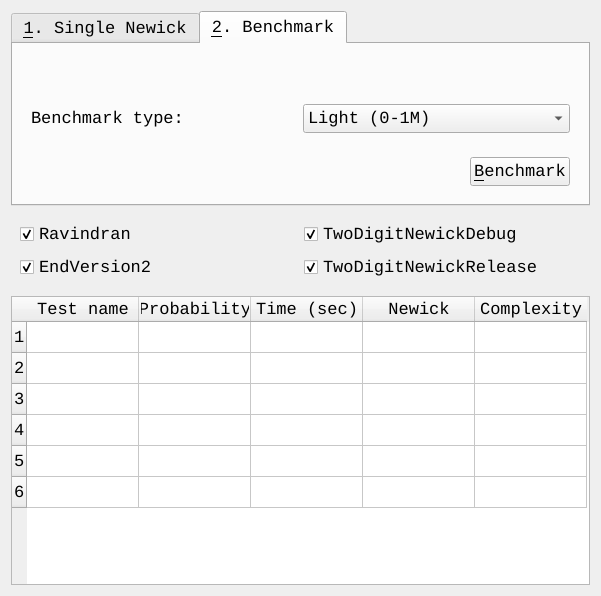 1. Single Newick 2. Benchmark
Benchmark type: Light (0-1M)
Benchmark
Ravindran TwoDigitNewickDebug
EndVersion2 TwoDigitNewickRelease
Test name Probability Time (sec) Newick Complexity
1
2
3
4
5
6